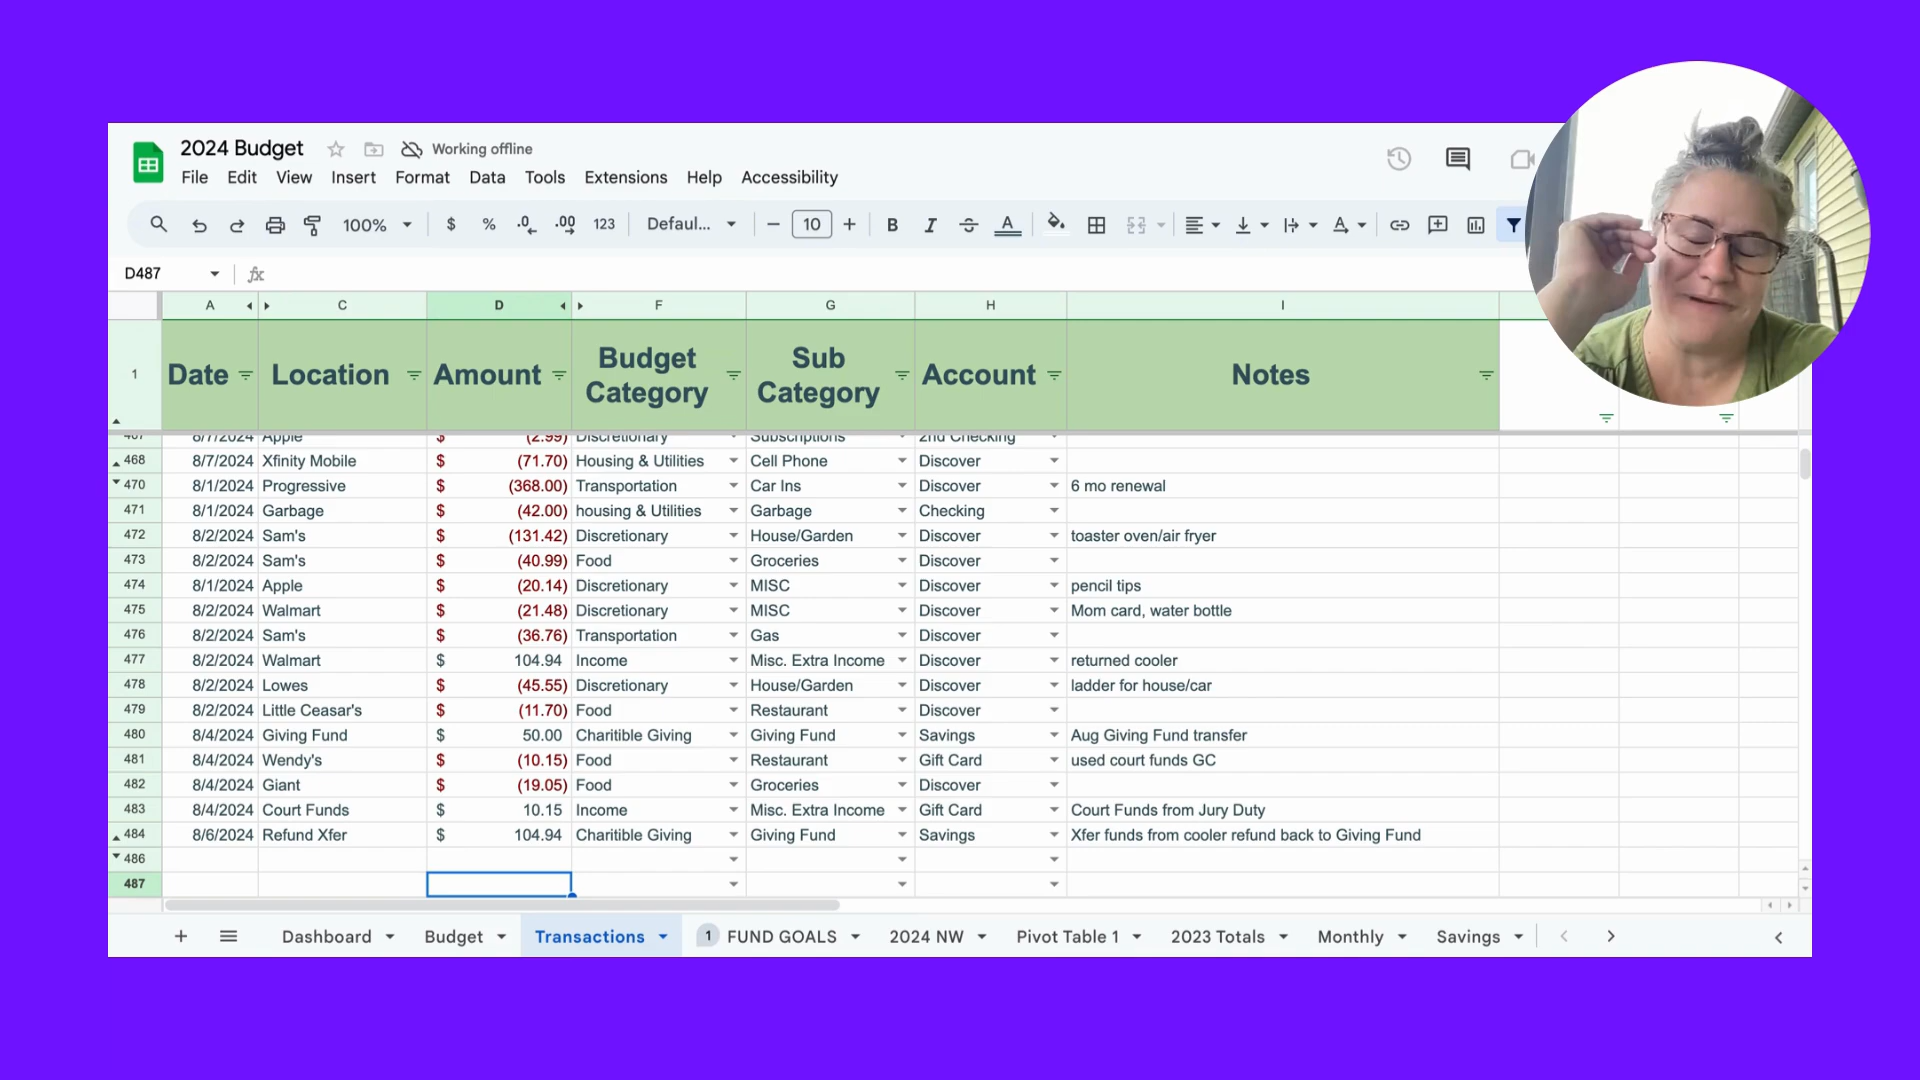 2024 Budget Working offline
File Edit View Insert Format Data Tools Extensions Help Accessibility
100% $ % .0 .00 123 Defaul... 10 B I S A A
D487 fx
A C D F G H I
1 Date Location Amount Budget Category Sub Category Account Notes
467 8/7/2024 Apple $ (2.99) Discretionary Subscriptions 2nd Checking
468 8/7/2024 Xfinity Mobile $ (71.70) Housing & Utilities Cell Phone Discover
470 8/1/2024 Progressive $ (368.00) Transportation Car Ins Discover 6 mo renewal
471 8/1/2024 Garbage $ (42.00) housing & Utilities Garbage Checking
472 8/2/2024 Sam's $ (131.42) Discretionary House/Garden Discover toaster oven/air fryer
473 8/2/2024 Sam's $ (40.99) Food Groceries Discover
474 8/1/2024 Apple $ (20.14) Discretionary MISC Discover pencil tips
475 8/2/2024 Walmart $ (21.48) Discretionary MISC Discover Mom card, water bottle
476 8/2/2024 Sam's $ (36.76) Transportation Gas Discover
477 8/2/2024 Walmart $ 104.94 Income Misc. Extra Income Discover returned cooler
478 8/2/2024 Lowes $ (45.55) Discretionary House/Garden Discover ladder for house/car
479 8/2/2024 Little Ceasar's $ (11.70) Food Restaurant Discover
480 8/4/2024 Giving Fund $ 50.00 Charitible Giving Giving Fund Savings Aug Giving Fund transfer
481 8/4/2024 Wendy's $ (10.15) Food Restaurant Gift Card used court funds GC
482 8/4/2024 Giant $ (19.05) Food Groceries Discover
483 8/4/2024 Court Funds $ 10.15 Income Misc. Extra Income Gift Card Court Funds from Jury Duty
484 8/6/2024 Refund Xfer $ 104.94 Charitible Giving Giving Fund Savings Xfer funds from cooler refund back to Giving Fund
486
487
Dashboard Budget Transactions 1 FUND GOALS 2024 NW Pivot Table 1 2023 Totals Monthly Savings